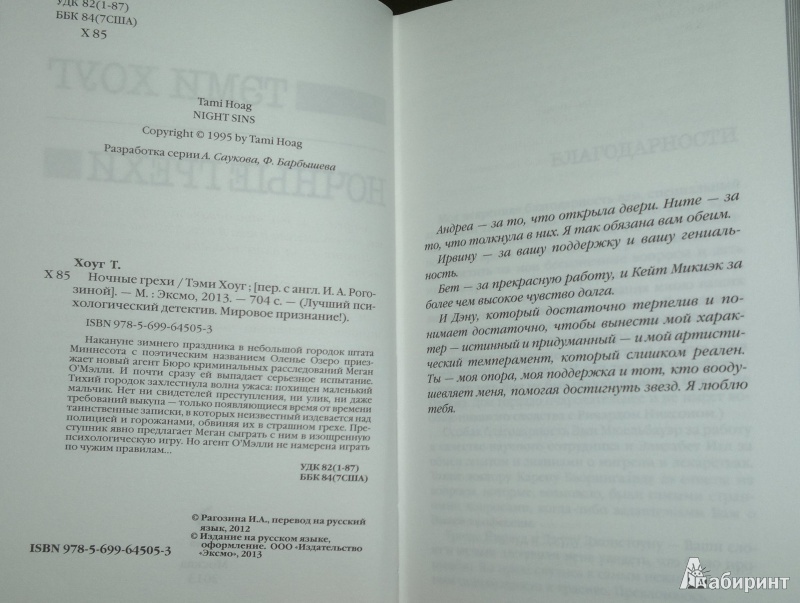 УДК 82(1-87)
ББК 84(7США)
Х 85
Tami Hoag
NIGHT SINS
Copyright © 1995 by Tami Hoag
Разработка серии А. Саукова, Ф. Барбышева
Хоуг Т.
Х 85 Ночные грехи / Тэми Хоуг ; [пер. с англ. И. А. Рого-
зиной]. — М. : Эксмо, 2013. — 704 с. — (Лучший пси-
хологический детектив. Мировое признание!).
ISBN 978-5-699-64505-3
Накануне зимнего праздника в небольшой городок штата
Миннесота с поэтическим названием Оленье Озеро приез-
жает новый агент Бюро криминальных расследований Меган
О'Мэлли. И почти сразу ей выпадает серьезное испытание.
Тихий городок захлестнула волна ужаса: похищен маленький
мальчик. Нет ни свидетелей преступления, ни улик, ни даже
требований выкупа — только появляющиеся время от времени
таинственные записки, в которых неизвестный издевается над
полицией и горожанами, обвиняя их в страшном грехе. Пре-
ступник явно предлагает Меган сыграть с ним в изощренную
психологическую игру. Но агент О'Мэлли не намерена играть
по чужим правилам...
УДК 82(1-87)
ББК 84(7США)
© Рагозина И.А., перевод на русский
язык, 2012
© Издание на русском языке,
оформление. ООО «Издательство
«Эксмо», 2013
ISBN 978-5-699-64505-3
Андреа — за то, что открыла двери. Ните — за
то, что толкнула в них. Я так обязана вам обеим.
Ирвину — за вашу поддержку и вашу гениаль-
ность.
Бет — за прекрасную работу, и Кейт Микиэк за
более чем высокое чувство долга.
И Дэну, который достаточно терпелив и по-
нимает достаточно, чтобы вынести мой харак-
тер — истинный и придуманный — и мой артисти-
ческий темперамент, который слишком реален.
Ты — моя опора, моя поддержка и тот, кто вооду-
шевляет меня, помогая достигнуть звезд. Я люблю
тебя.
Лабиринт